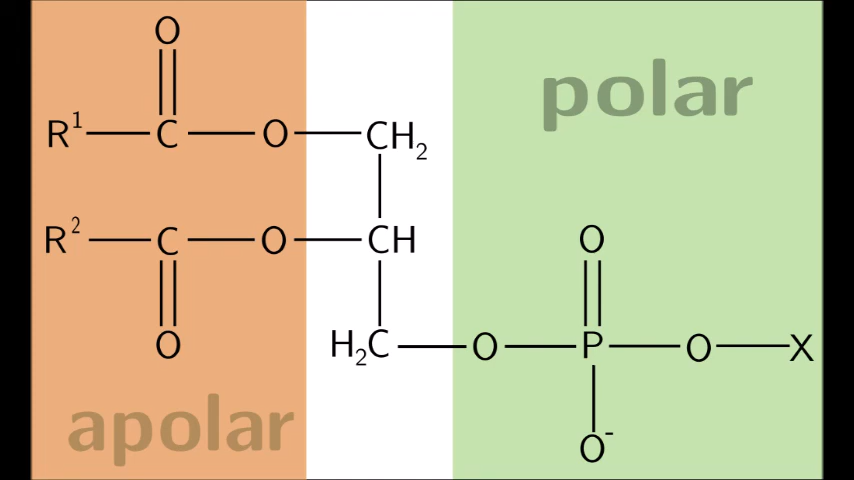 O
polar
R¹ C O CH₂
R² C O CH O
O H₂C O P O X
apolar
O⁻